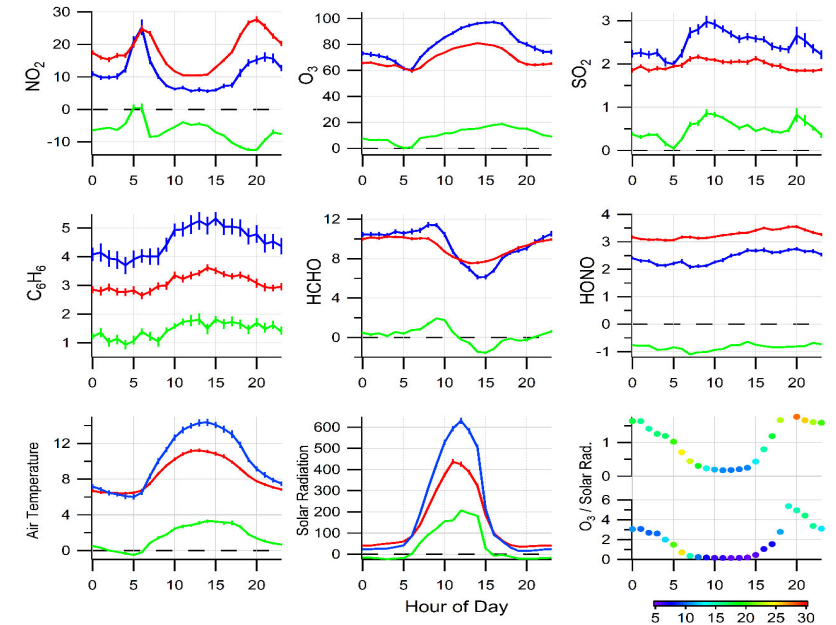 30
20
10
0
-10
NO2
0 5 10 15 20
100
80
60
40
20
0
O3
0 5 10 15 20
3
2
1
0
SO2
0 5 10 15 20
5
4
3
2
1
C6H6
0 5 10 15 20
12
8
4
0
HCHO
0 5 10 15 20
4
3
2
1
0
-1
HONO
0 5 10 15 20
12
8
4
0
Air Temperature
0 5 10 15 20
600
500
400
300
200
100
0
Solar Radiation
0 5 10 15 20
Hour of Day
1
0
6
4
2
0
O3 / Solar Rad.
0 5 10 15 20
5 10 15 20 25 30